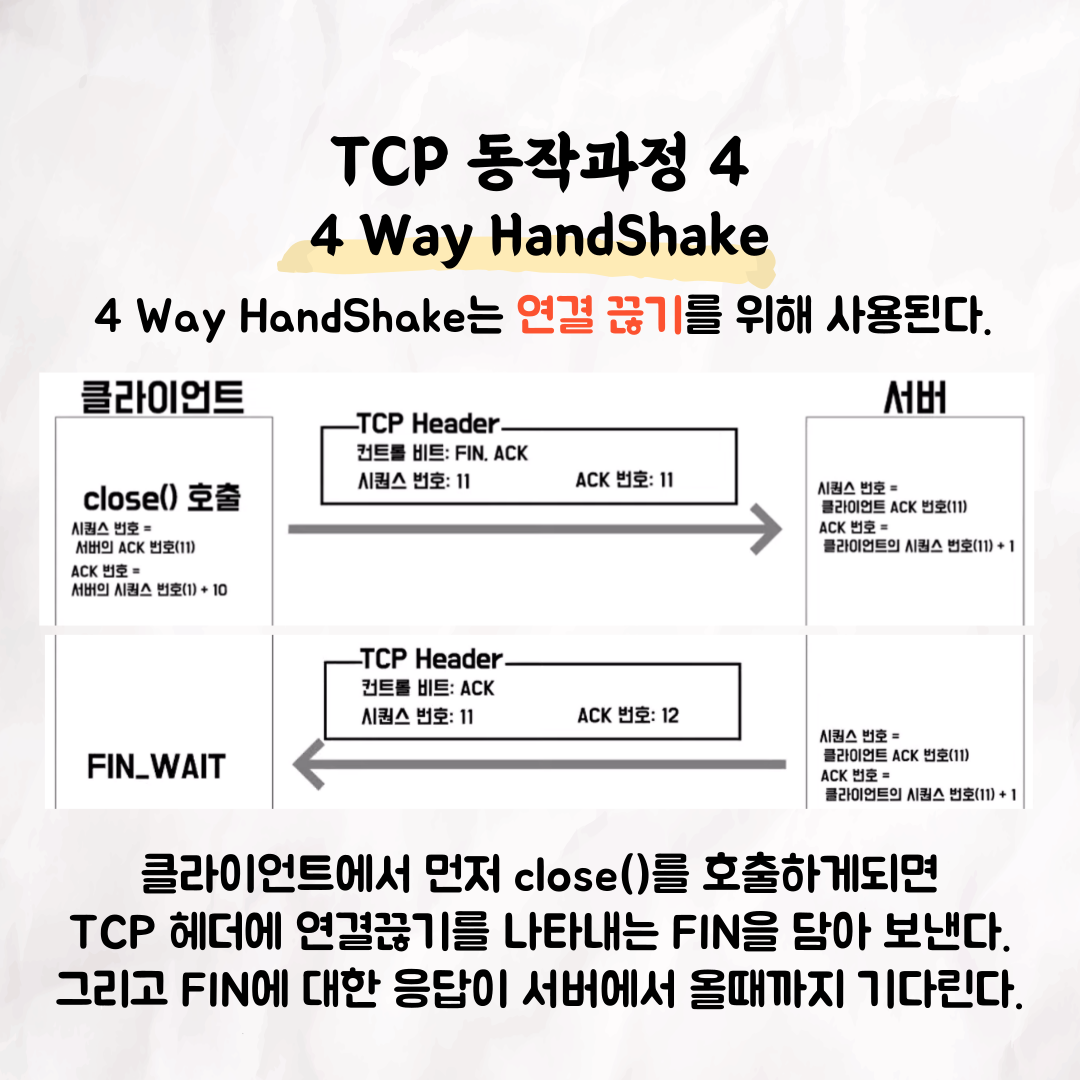 TCP 동작과정 4
4 Way HandShake
4 Way HandShake는 연결 끊기를 위해 사용된다.
클라이언트
서버
TCP Header
컨트롤 비트: FIN, ACK
시퀀스 번호: 11 ACK 번호: 11
close() 호출
시퀀스 번호 =
서버의 ACK 번호(11)
ACK 번호 =
서버의 시퀀스 번호(1) + 10
시퀀스 번호 =
클라이언트 ACK 번호(11)
ACK 번호 =
클라이언트의 시퀀스 번호(11) + 1
TCP Header
컨트롤 비트: ACK
시퀀스 번호: 11 ACK 번호: 12
FIN_WAIT
시퀀스 번호 =
클라이언트 ACK 번호(11)
ACK 번호 =
클라이언트의 시퀀스 번호(11) + 1
클라이언트에서 먼저 close()를 호출하게되면
TCP 헤더에 연결끊기를 나타내는 FIN을 담아 보낸다.
그리고 FIN에 대한 응답이 서버에서 올때까지 기다린다.